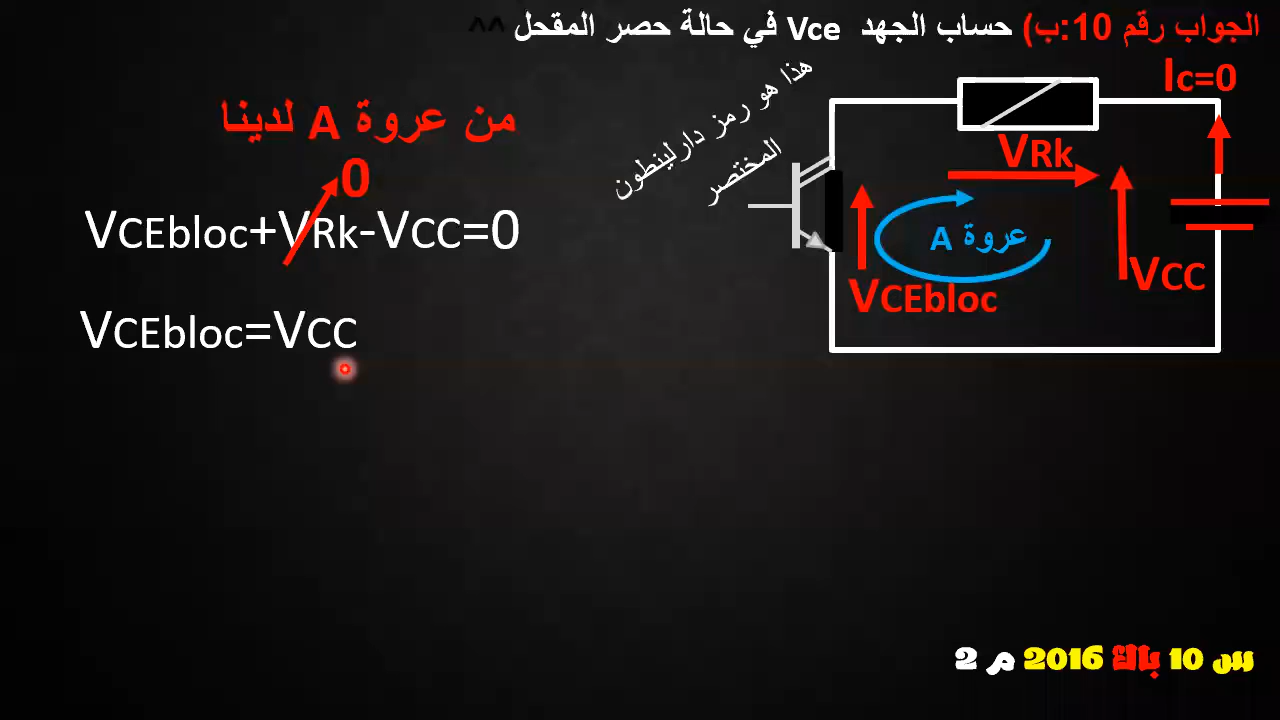 الجواب رقم 10:ب) حساب الجهد Vce في حالة حصر المقحل ^^
من عروة A لدينا
0
VCEbloc+VRk-VCC=0
VCEbloc=VCC
هذا هو رمز دارلينطون
المختصر
Ic=0
VRk
عروة A
VCC
VCEbloc
س 10 باك 2016 م 2